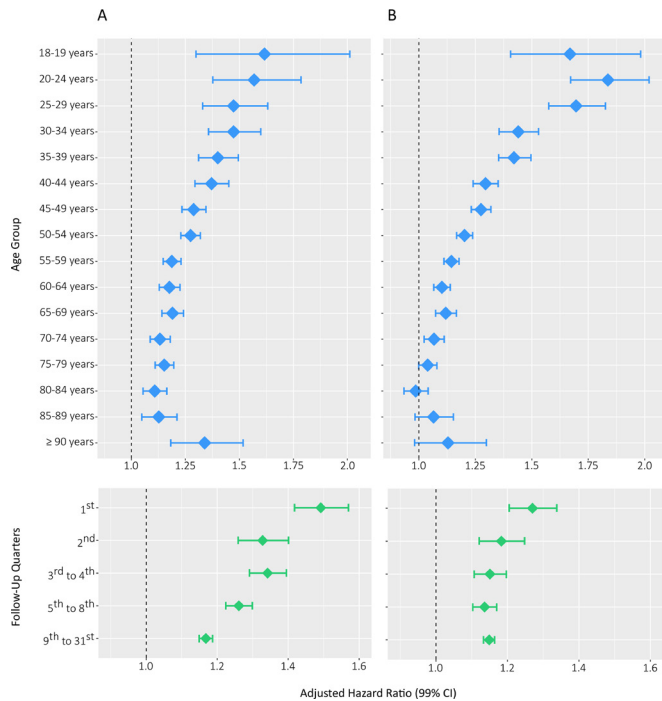 A B
Age Group
18-19 years
20-24 years
25-29 years
30-34 years
35-39 years
40-44 years
45-49 years
50-54 years
55-59 years
60-64 years
65-69 years
70-74 years
75-79 years
80-84 years
85-89 years
≥ 90 years
1.0 1.25 1.5 1.75 2.0 1.0 1.25 1.5 1.75 2.0
Follow-Up Quarters
1st
2nd
3rd to 4th
5th to 8th
9th to 31st
1.0 1.2 1.4 1.6 1.0 1.2 1.4 1.6
Adjusted Hazard Ratio (99% CI)